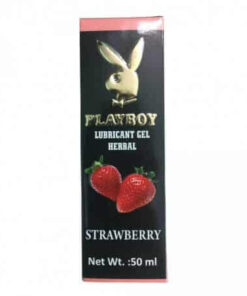 PLAYBOY
LUBRICANT GEL
HERBAL
STRAWBERRY
Net Wt. :50 ml